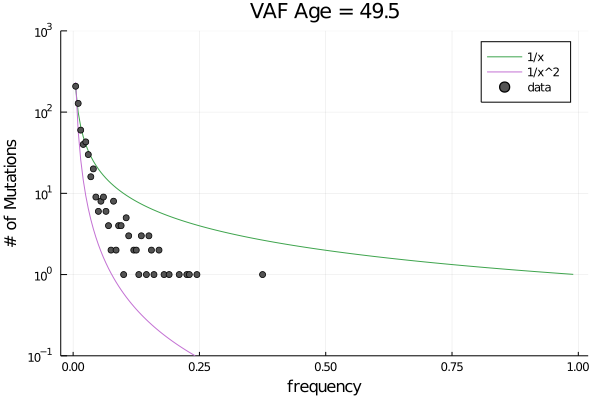 VAF Age = 49.5
10^3
10^2
10^1
10^0
10^-1
# of Mutations
1/x
1/x^2
data
0.00 0.25 0.50 0.75 1.00
frequency